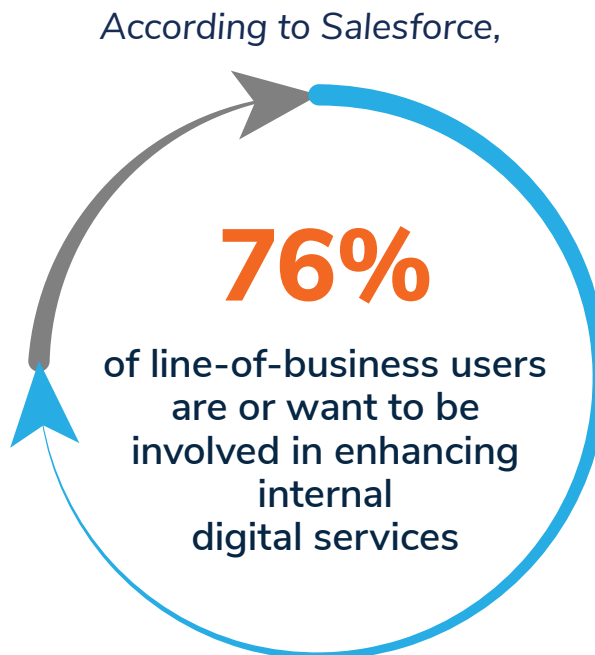 According to Salesforce,
76%
of line-of-business users
are or want to be
involved in enhancing
internal
digital services